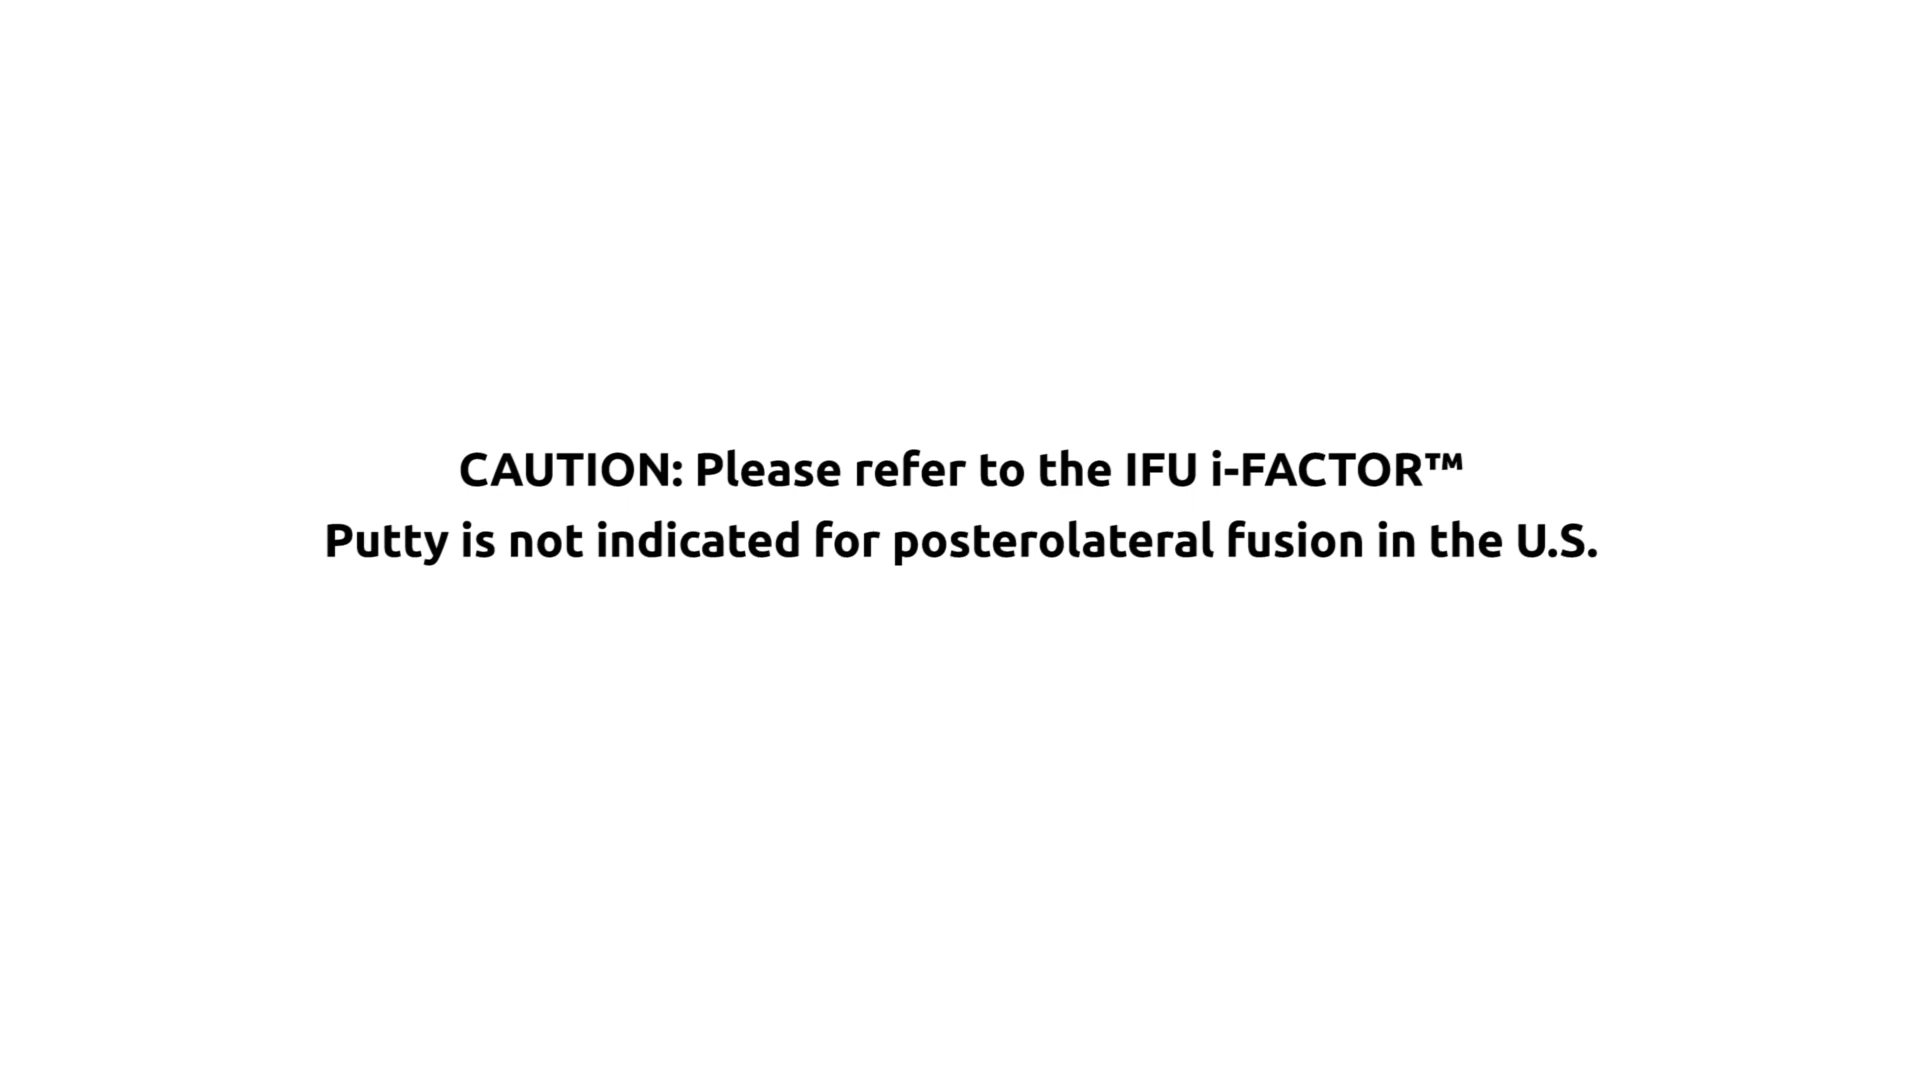 CAUTION: Please refer to the IFU i-FACTOR™
Putty is not indicated for posterolateral fusion in the U.S.